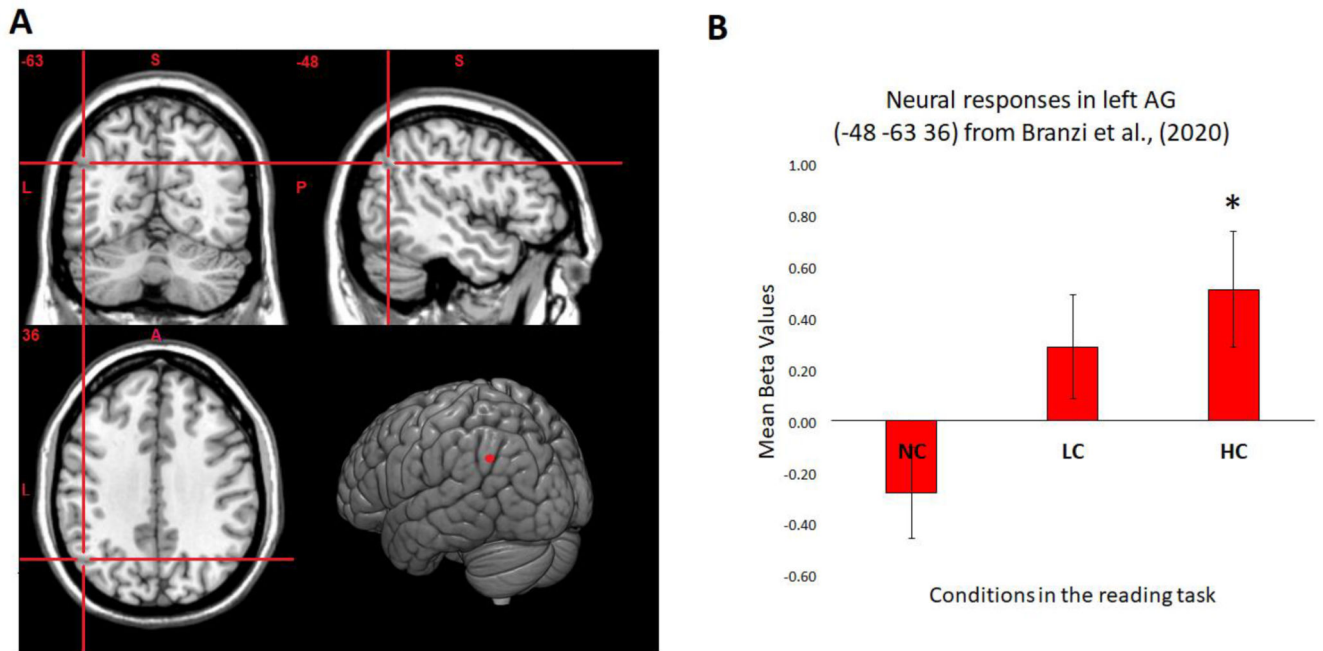 A
-63
S
-48
S
L
P
36
A
L
B
Neural responses in left AG
(-48 -63 36) from Branzi et al., (2020)
1.00
0.80
0.60
0.40
0.20
0.00
-0.20
-0.40
-0.60
Mean Beta Values
*
NC
LC
HC
Conditions in the reading task